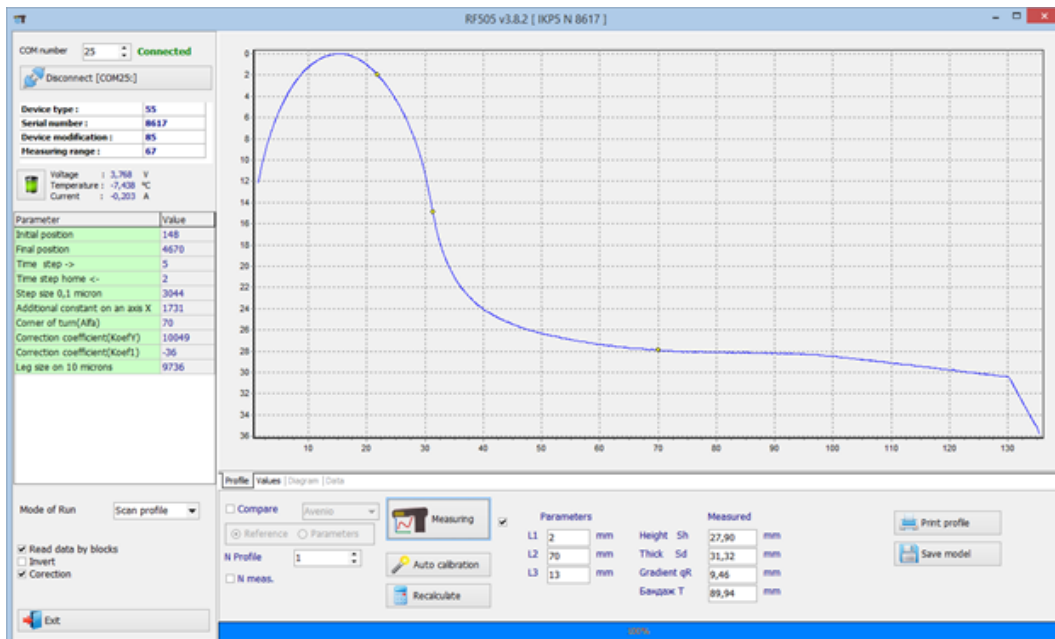 RF505 v3.8.2 [ IKP5 N 8617 ]
COM number 25 Connected
Disconnect [COM25:]
Device type : 55
Serial number : 8617
Device modification : 85
Measuring range : 67
Voltage : 3,768 V
Temperature : -7,438 °C
Current : -0,203 A
Parameter Value
Initial position 148
Final position 4670
Time step -> 5
Time step home <- 2
Step size 0,1 micron 3044
Additional constant on an axis X 1731
Corner of turn(Alfa) 70
Correction coefficient(KoefY) 10049
Correction coefficient(Koef1) -36
Leg size on 10 microns 9736
Mode of Run Scan profile
Read data by blocks
Invert
Corection
Exit
0
2
4
6
8
10
12
14
16
18
20
22
24
26
28
30
32
34
36
10 20 30 40 50 60 70 80 90 100 110 120 130
Profile Values Diagram Data
Compare Avenio
Reference Parameters
N Profile 1
N meas.
Measuring
Auto calibration
Recalculate
Parameters Measured
L1 2 mm Height Sh 27,90 mm
L2 70 mm Thick Sd 31,32 mm
L3 13 mm Gradient qR 9,46 mm
Бандаж T 89,94 mm
Print profile
Save model